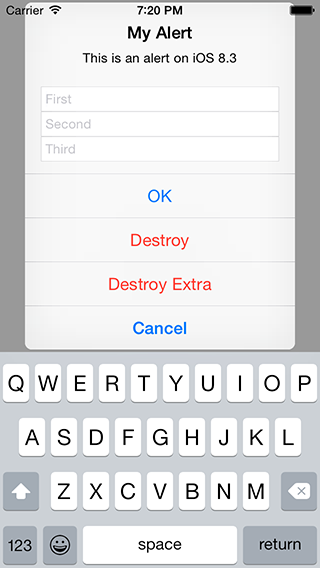 Carrier 7:20 PM
My Alert
This is an alert on iOS 8.3
First
Second
Third
OK
Destroy
Destroy Extra
Cancel
Q W E R T Y U I O P
A S D F G H J K L
Z X C V B N M
123 space return